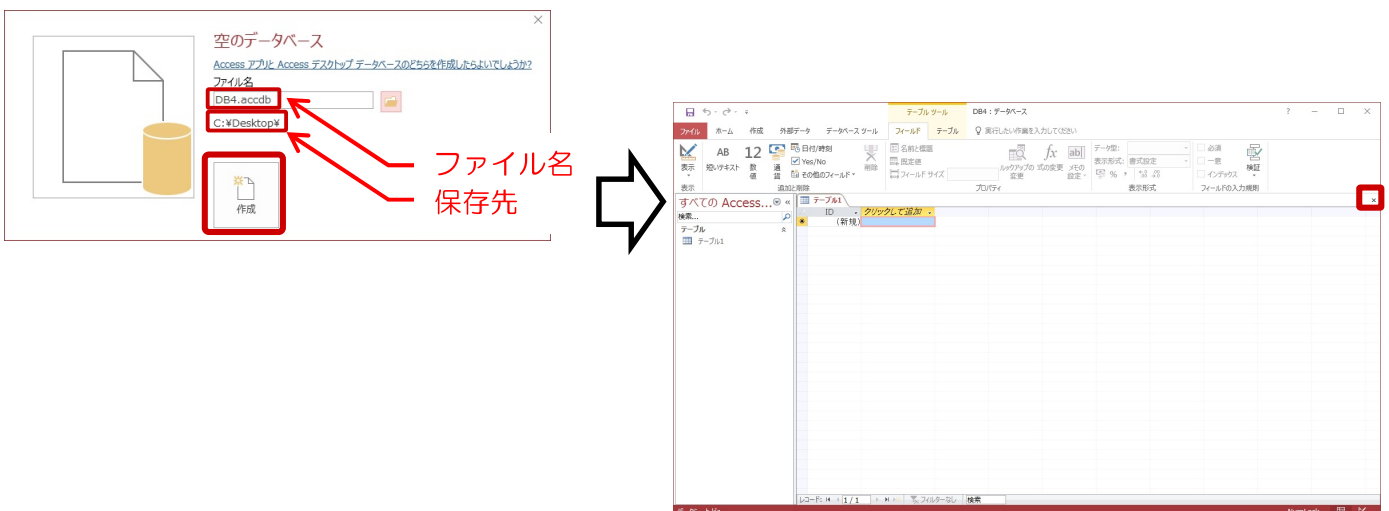 空のデータベース
Access アプリと Access デスクトップ データベースのどちらを作成したらよいでしょうか?
ファイル名
DB4.accdb
C:¥Desktop¥
作成
ファイル名
保存先
テーブル ツール
DB4 : データベース
ファイル ホーム 作成 外部データ データベース ツール フィールド テーブル 実行したい作業を入力してください
表示
AB 短いテキスト
12 数値
通貨
日付/時刻
Yes/No
その他のフィールド
削除
名前と標題
既定値
フィールド サイズ
ルックアップの変更
fx 式の変更
ab| メモの設定
データ型:
表示形式: 書式設定
必須
一意
インデックス
検証
表示 追加と削除 プロパティ 表示形式 フィールドの入力規則
すべての Access...
検索...
テーブル
テーブル1
テーブル1
ID クリックして追加
(新規)
レコード: 1 / 1 フィルターなし 検索